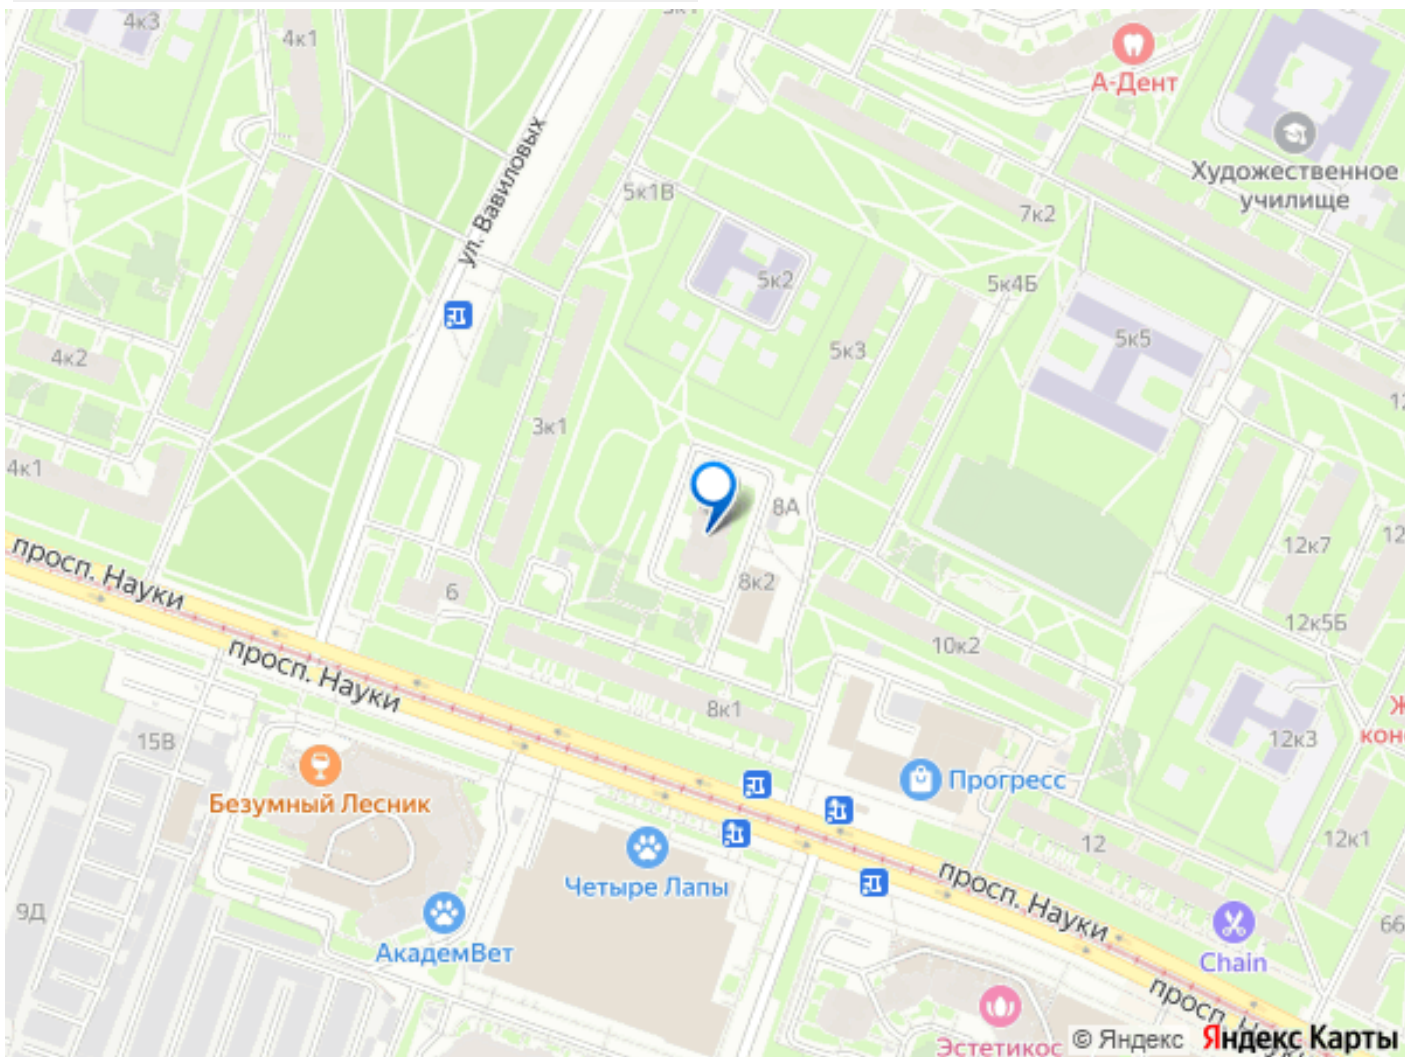 4к3
4к1
А-Дент
ул. Вавиловых
Художественное
училище
5к1В
7к2
5к2
5к4Б
5к5
5к3
4к2
3к1
4к1
8А
12к7
просп. Науки
6
8к2
12к5Б
10к2
просп. Науки
8к1
15В
12к3
Прогресс
Безумный Лесник
12
12к1
Четыре Лапы
просп. Науки
9Д
АкадемВет
Chain
Эстетикос
© Яндекс
Яндекс Карты